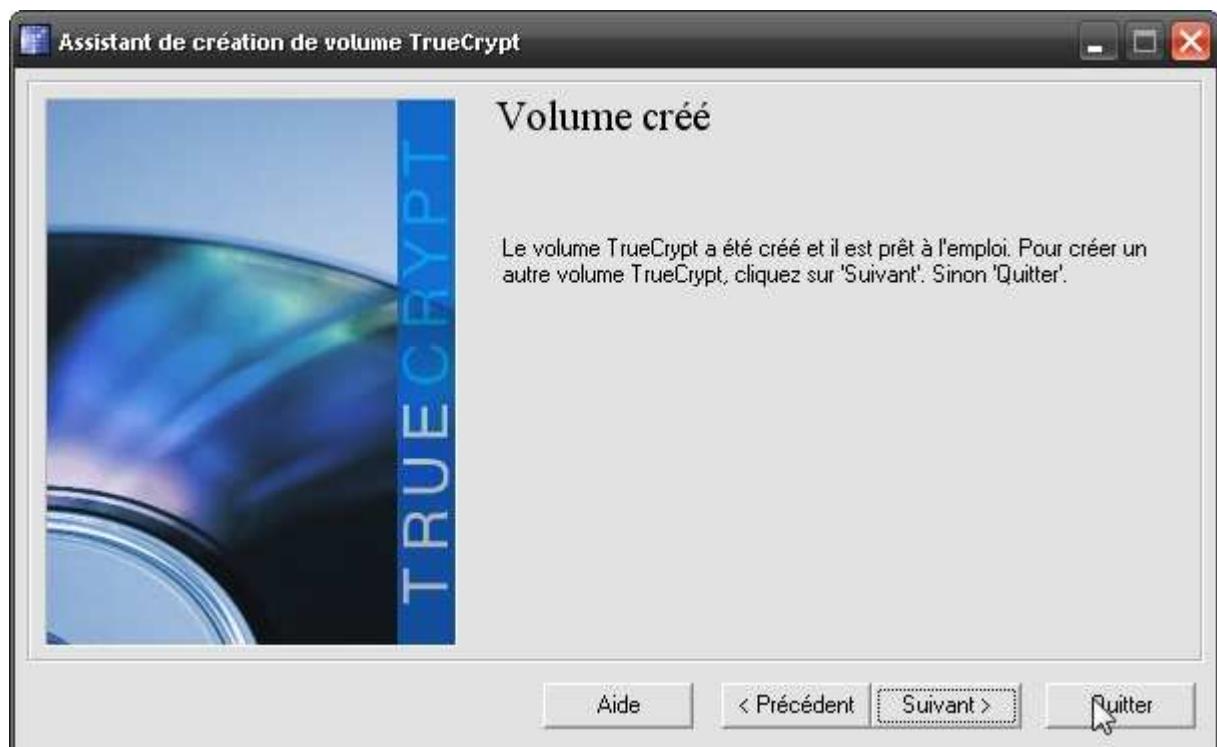 Assistant de création de volume TrueCrypt
TRUECRYPT
Volume créé
Le volume TrueCrypt a été créé et il est prêt à l'emploi. Pour créer un
autre volume TrueCrypt, cliquez sur 'Suivant'. Sinon 'Quitter'.
Aide
< Précédent
Suivant >
Quitter